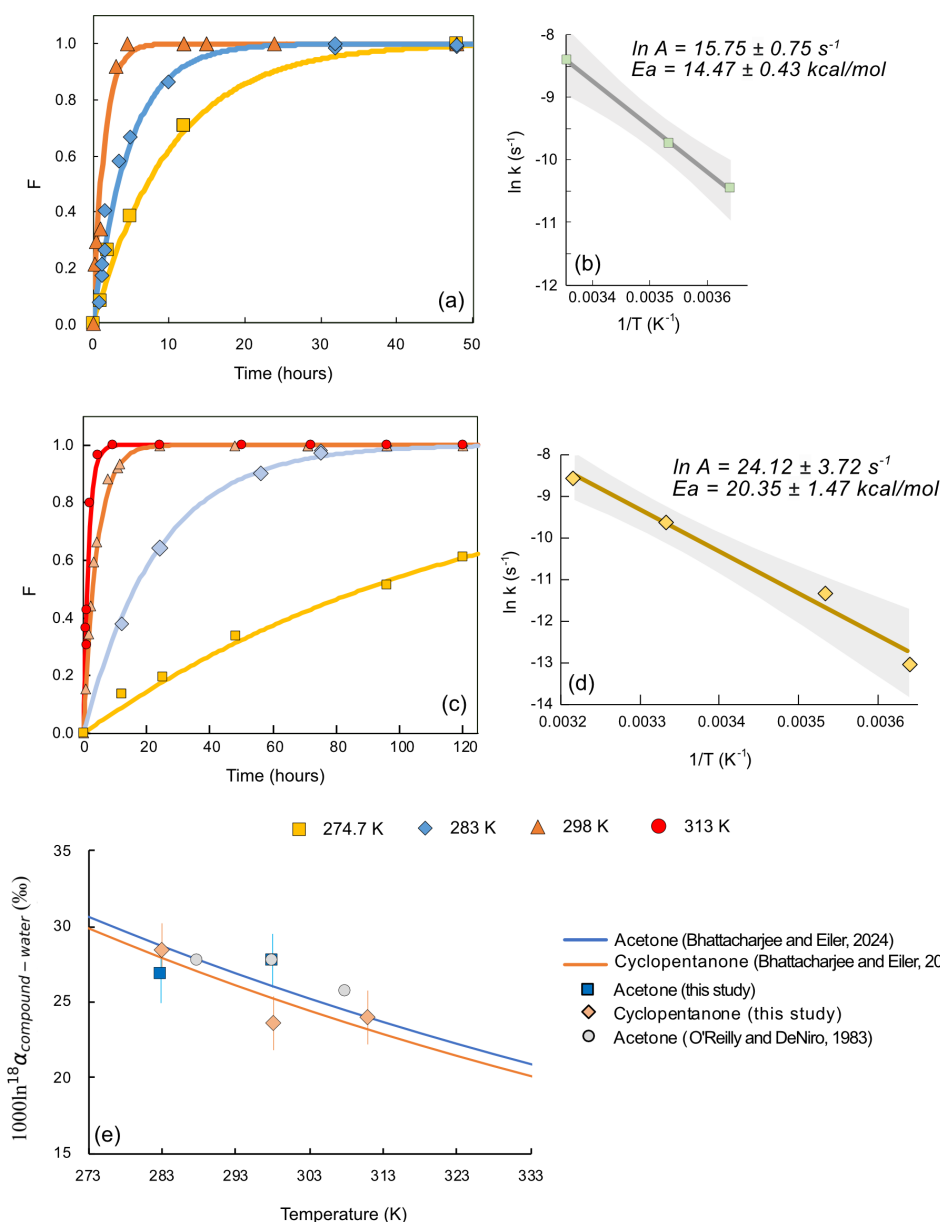 1.0
0.8
0.6
0.4
0.2
0.0
F
(a)
0
10
20
30
40
50
Time (hours)
ln A = 15.75 ± 0.75 s⁻¹
Ea = 14.47 ± 0.43 kcal/mol
-8
-9
-10
-11
-12
ln k (s⁻¹)
(b)
0.0034
0.0035
0.0036
1/T (K⁻¹)
1.0
0.8
0.6
0.4
0.2
0.0
F
(c)
0
20
40
60
80
100
120
Time (hours)
ln A = 24.12 ± 3.72 s⁻¹
Ea = 20.35 ± 1.47 kcal/mol
-8
-9
-10
-11
-12
-13
-14
ln k (s⁻¹)
(d)
0.0032
0.0033
0.0034
0.0035
0.0036
1/T (K⁻¹)
274.7 K
283 K
298 K
313 K
35
30
25
20
15
1000ln¹⁸α compound−water (‰)
(e)
273
283
293
303
313
323
333
Temperature (K)
Acetone (Bhattacharjee and Eiler, 2024)
Cyclopentanone (Bhattacharjee and Eiler, 20
Acetone (this study)
Cyclopentanone (this study)
Acetone (O'Reilly and DeNiro, 1983)